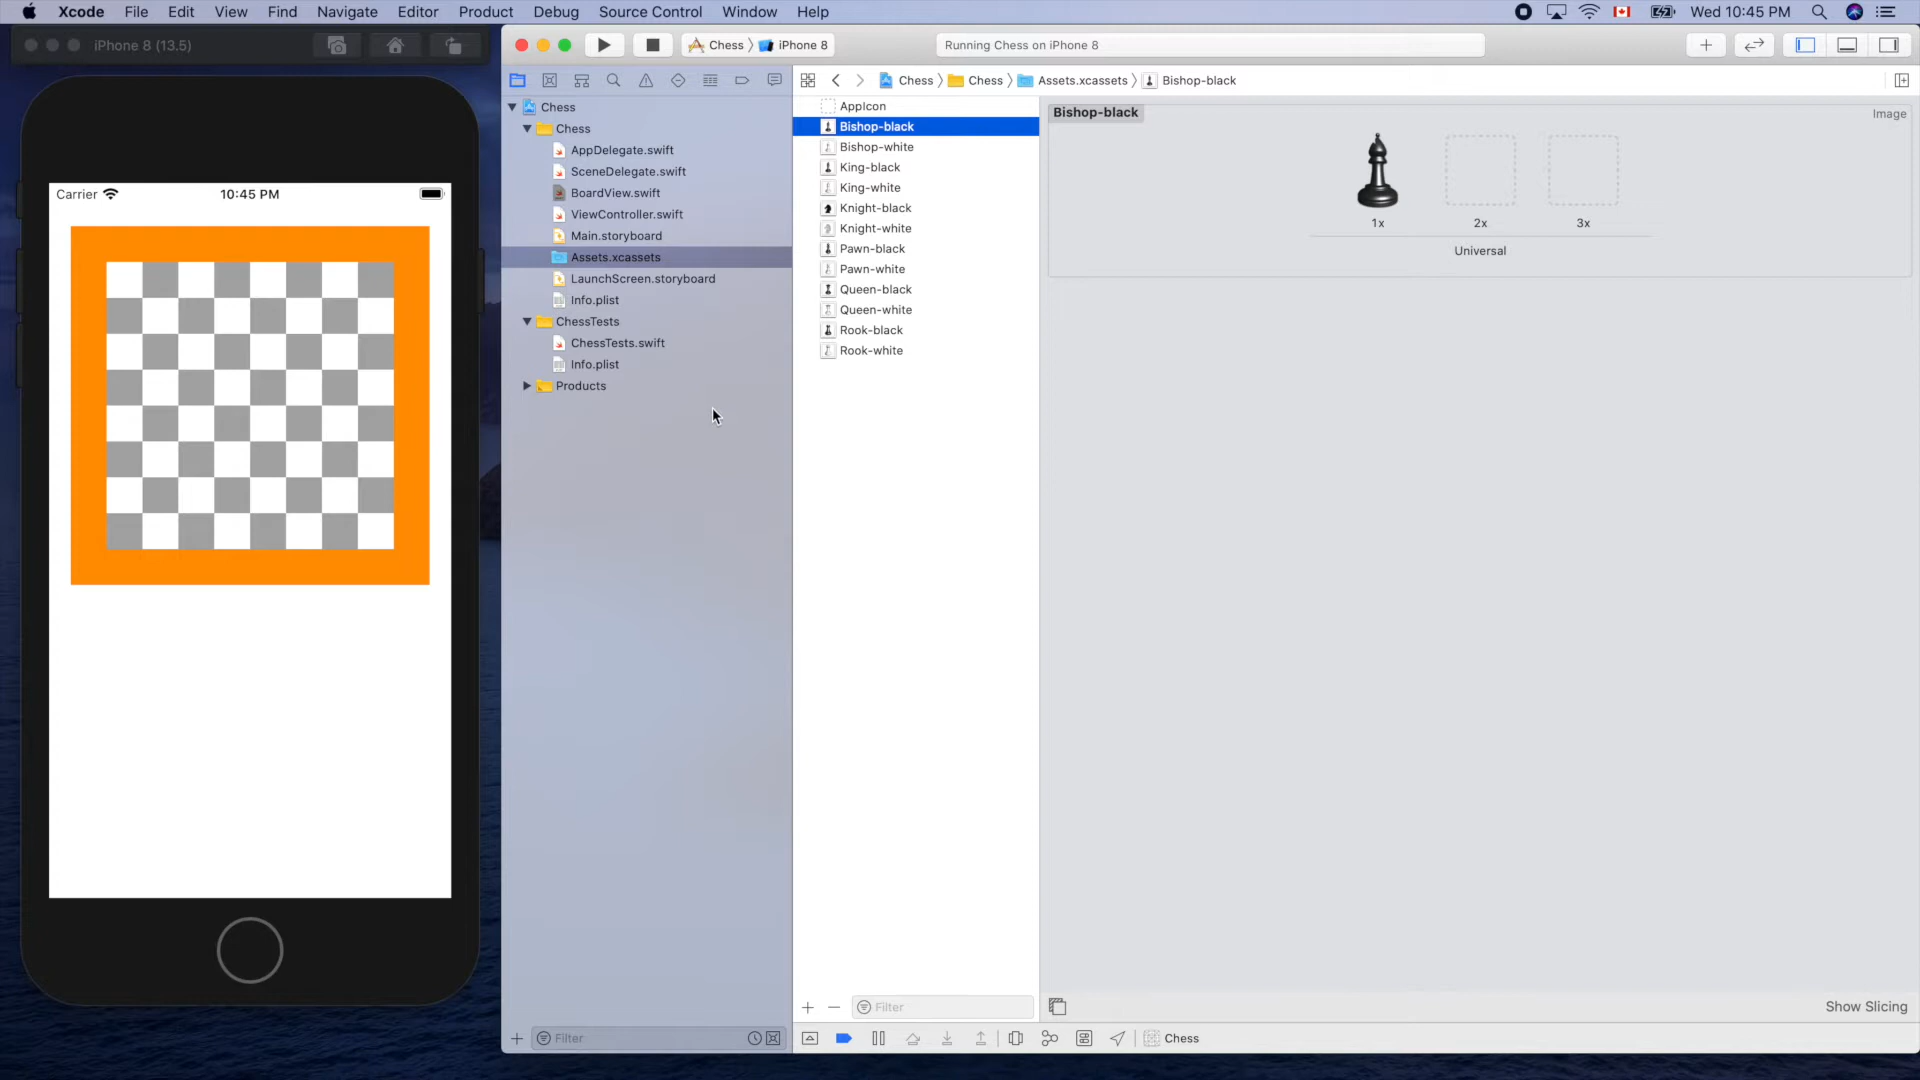 Xcode File Edit View Find Navigate Editor Product Debug Source Control Window Help Wed 10:45 PM
iPhone 8 (13.5)
Chess iPhone 8
Running Chess on iPhone 8
Chess Chess Assets.xcassets Bishop-black
Carrier 10:45 PM
Chess
Chess
AppDelegate.swift
SceneDelegate.swift
BoardView.swift
ViewController.swift
Main.storyboard
Assets.xcassets
LaunchScreen.storyboard
Info.plist
ChessTests
ChessTests.swift
Info.plist
Products
Filter
AppIcon
Bishop-black
Bishop-white
King-black
King-white
Knight-black
Knight-white
Pawn-black
Pawn-white
Queen-black
Queen-white
Rook-black
Rook-white
Filter
Bishop-black Image
1x 2x 3x
Universal
Show Slicing
Chess